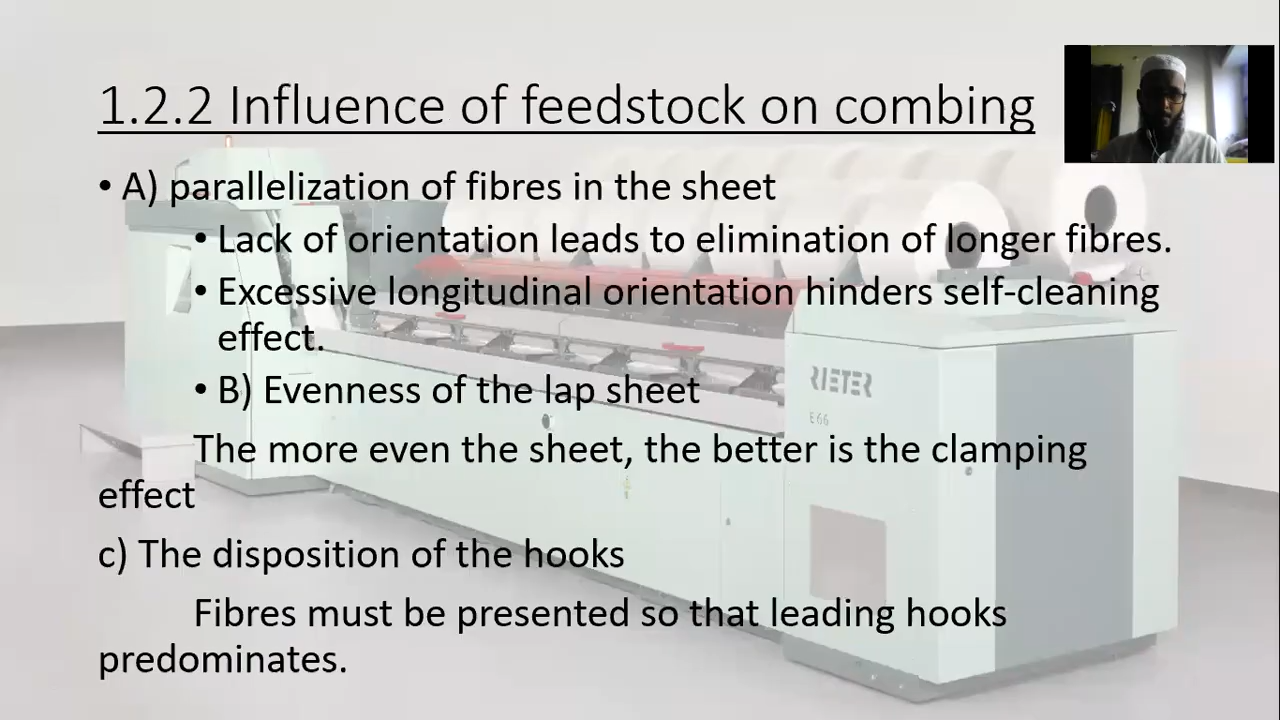 1.2.2 Influence of feedstock on combing
• A) parallelization of fibres in the sheet
• Lack of orientation leads to elimination of longer fibres.
• Excessive longitudinal orientation hinders self-cleaning
effect.
• B) Evenness of the lap sheet
RIETER
E 66
The more even the sheet, the better is the clamping
effect
c) The disposition of the hooks
Fibres must be presented so that leading hooks
predominates.